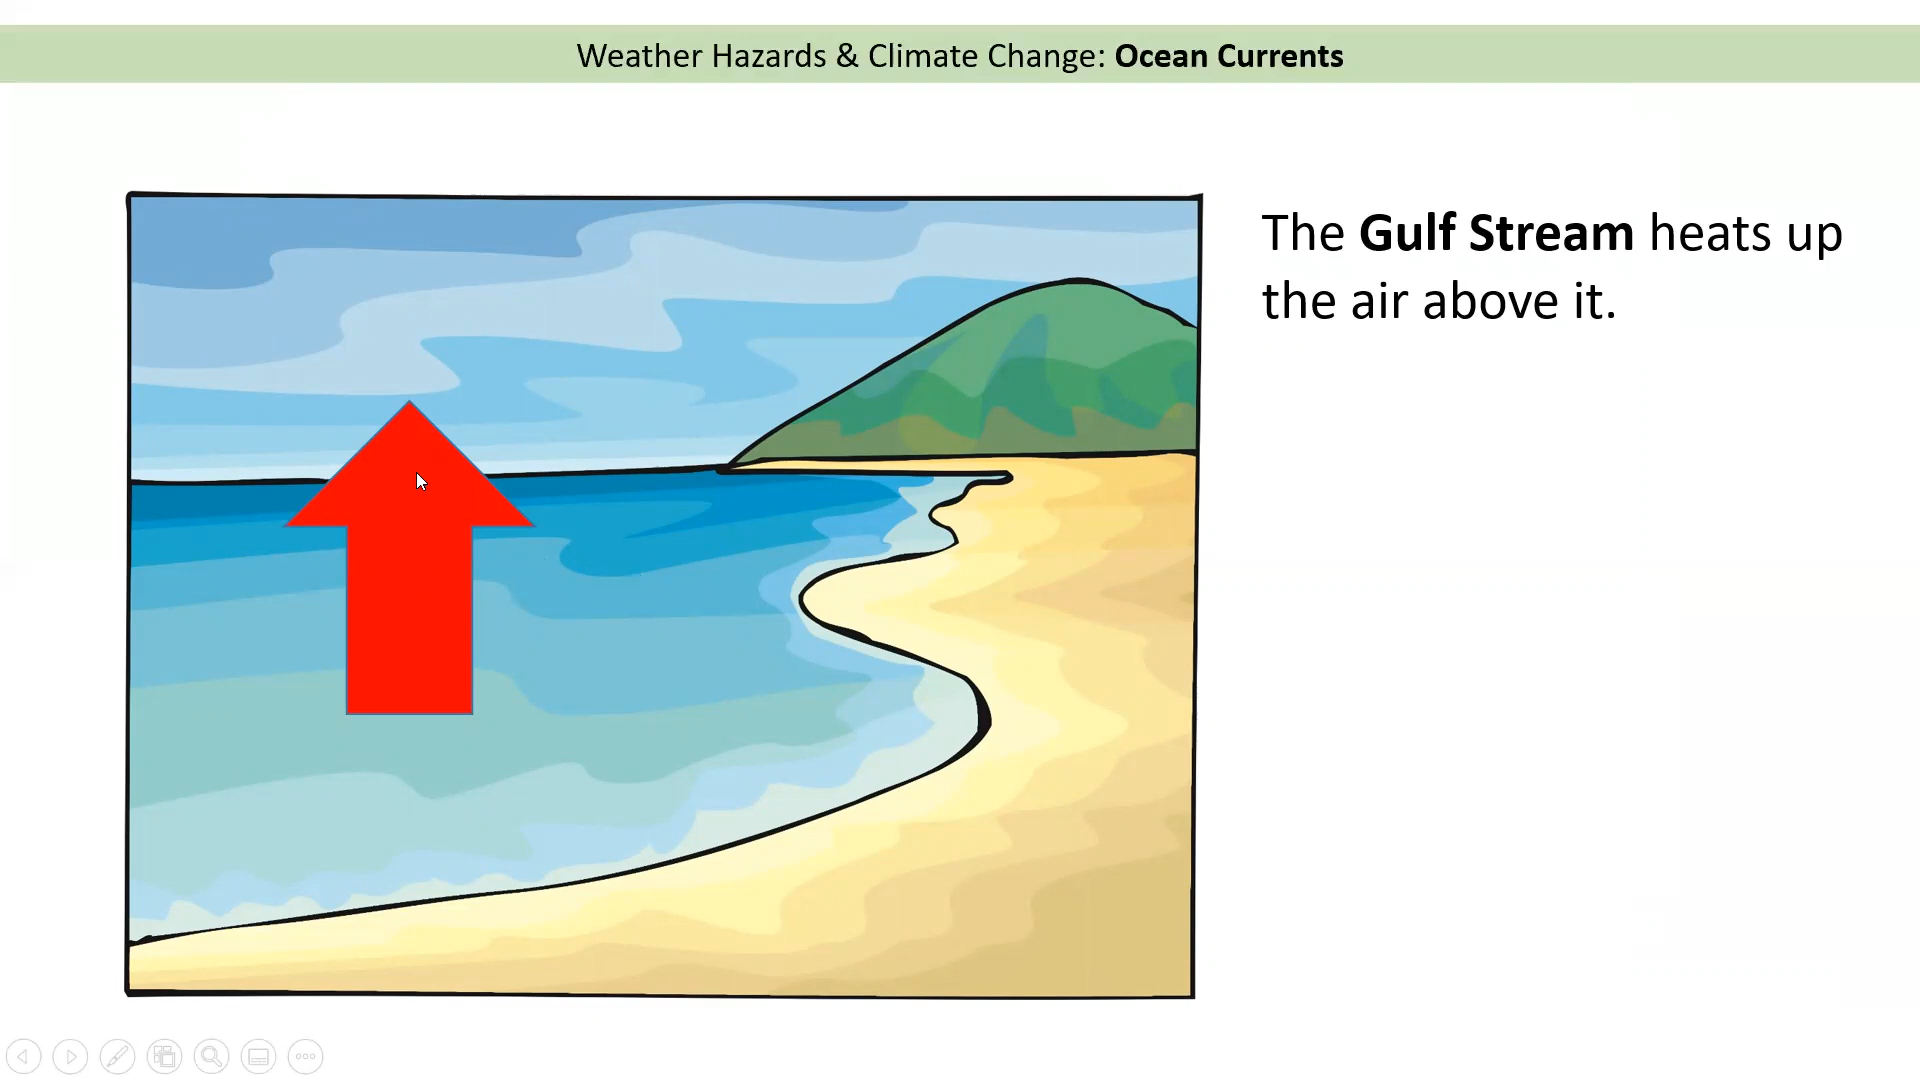 Weather Hazards & Climate Change: Ocean Currents
The Gulf Stream heats up
the air above it.